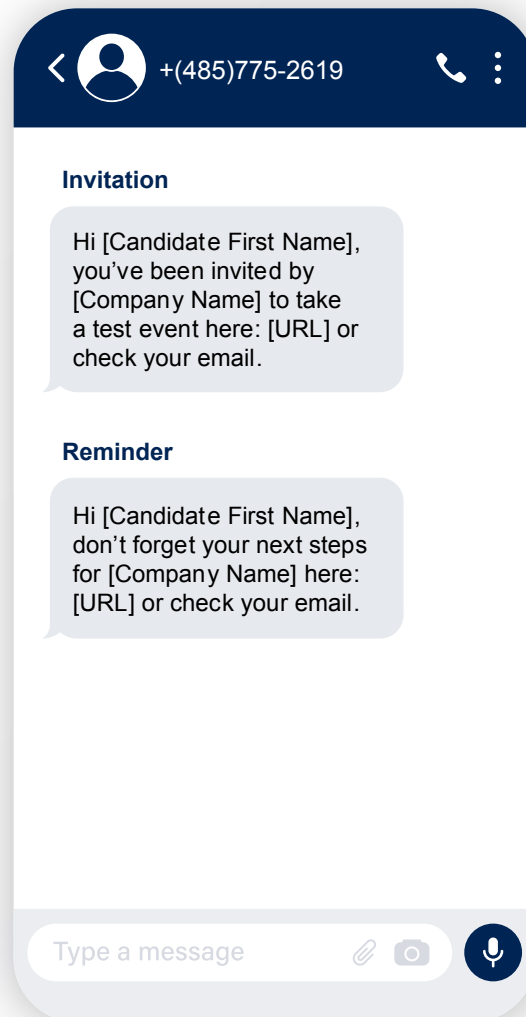 +(485)775-2619
Invitation
Hi [Candidate First Name],
you’ve been invited by
[Company Name] to take
a test event here: [URL] or
check your email.
Reminder
Hi [Candidate First Name],
don’t forget your next steps
for [Company Name] here:
[URL] or check your email.
Type a message